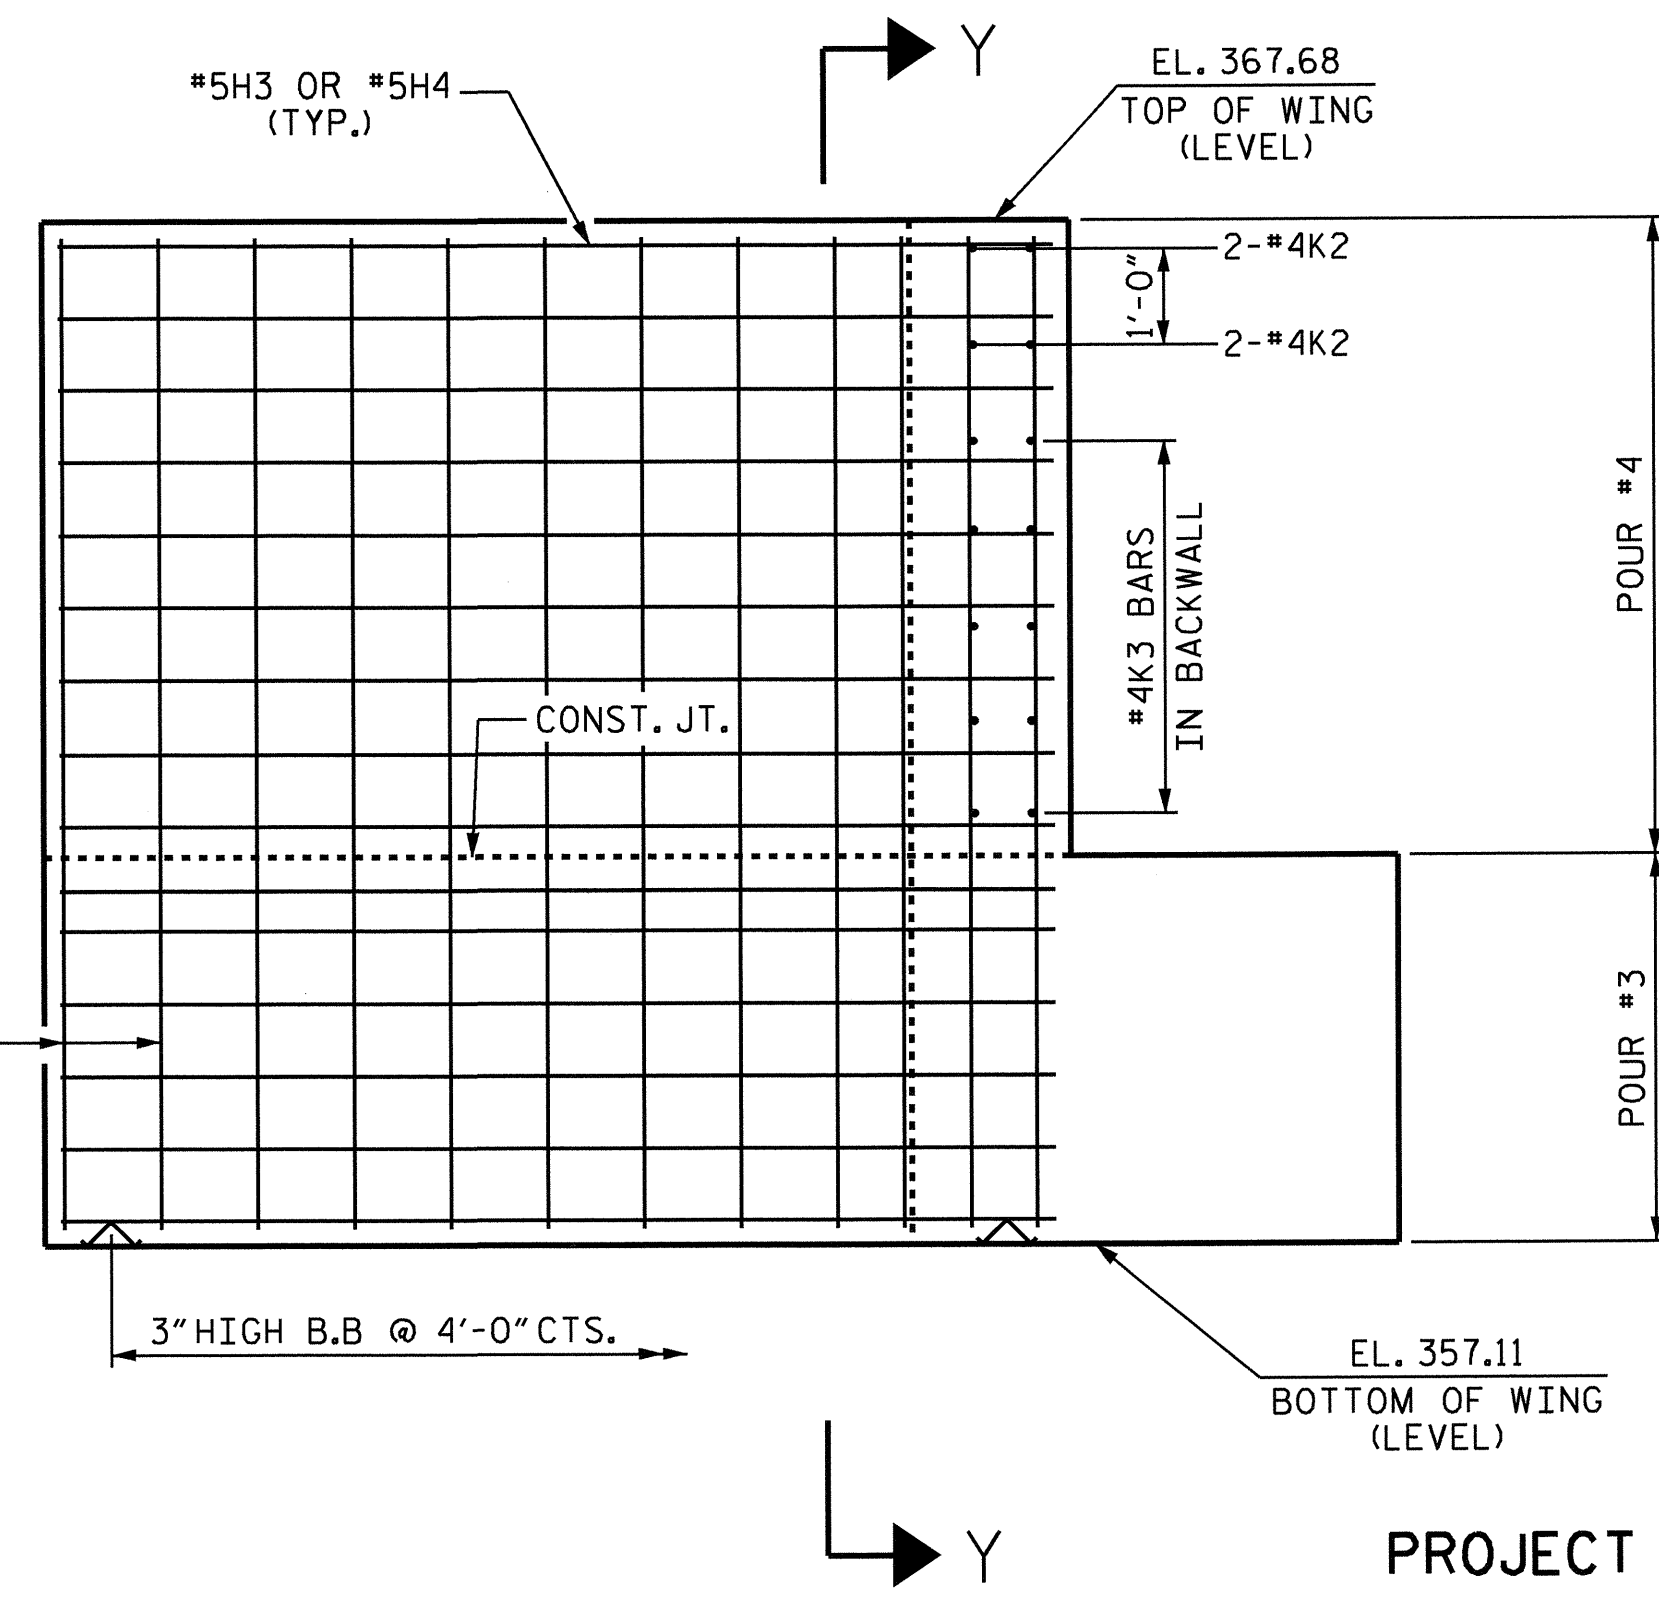 Y
EL. 367.68
TOP OF WING
(LEVEL)
#5H3 OR #5H4
(TYP.)
2-#4K2
1'-0"
2-#4K2
#4K3 BARS
IN BACKWALL
POUR #4
CONST. JT.
POUR #3
3" HIGH B.B @ 4'-0" CTS.
EL. 357.11
BOTTOM OF WING
(LEVEL)
Y
PROJECT